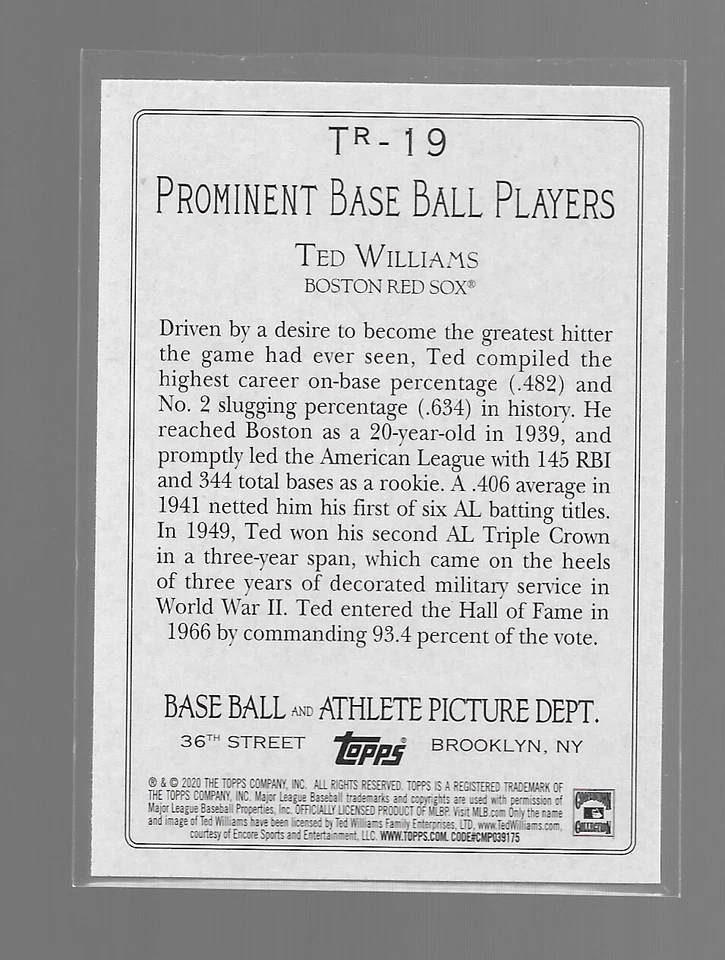 TR-19
PROMINENT BASE BALL PLAYERS
TED WILLIAMS
BOSTON RED SOX®
Driven by a desire to become the greatest hitter
the game had ever seen, Ted compiled the
highest career on-base percentage (.482) and
No. 2 slugging percentage (.634) in history. He
reached Boston as a 20-year-old in 1939, and
promptly led the American League with 145 RBI
and 344 total bases as a rookie. A .406 average in
1941 netted him his first of six AL batting titles.
In 1949, Ted won his second AL Triple Crown
in a three-year span, which came on the heels
of three years of decorated military service in
World War II. Ted entered the Hall of Fame in
1966 by commanding 93.4 percent of the vote.
BASE BALL AND ATHLETE PICTURE DEPT.
36TH STREET Topps® BROOKLYN, NY
® & © 2020 THE TOPPS COMPANY, INC. ALL RIGHTS RESERVED. TOPPS IS A REGISTERED TRADEMARK OF
THE TOPPS COMPANY, INC. Major League Baseball trademarks and copyrights are used with permission of
Major League Baseball Properties, Inc. OFFICIALLY LICENSED PRODUCT OF MLBP. Visit MLB.com Only the name
and image of Ted Williams have been licensed by Ted Williams Family Enterprises, LTD, www.TedWilliams.com,
courtesy of Encore Sports and Entertainment, LLC. WWW.TOPPS.COM. CODE#CMP039175
COOPERSTOWN
COLLECTION